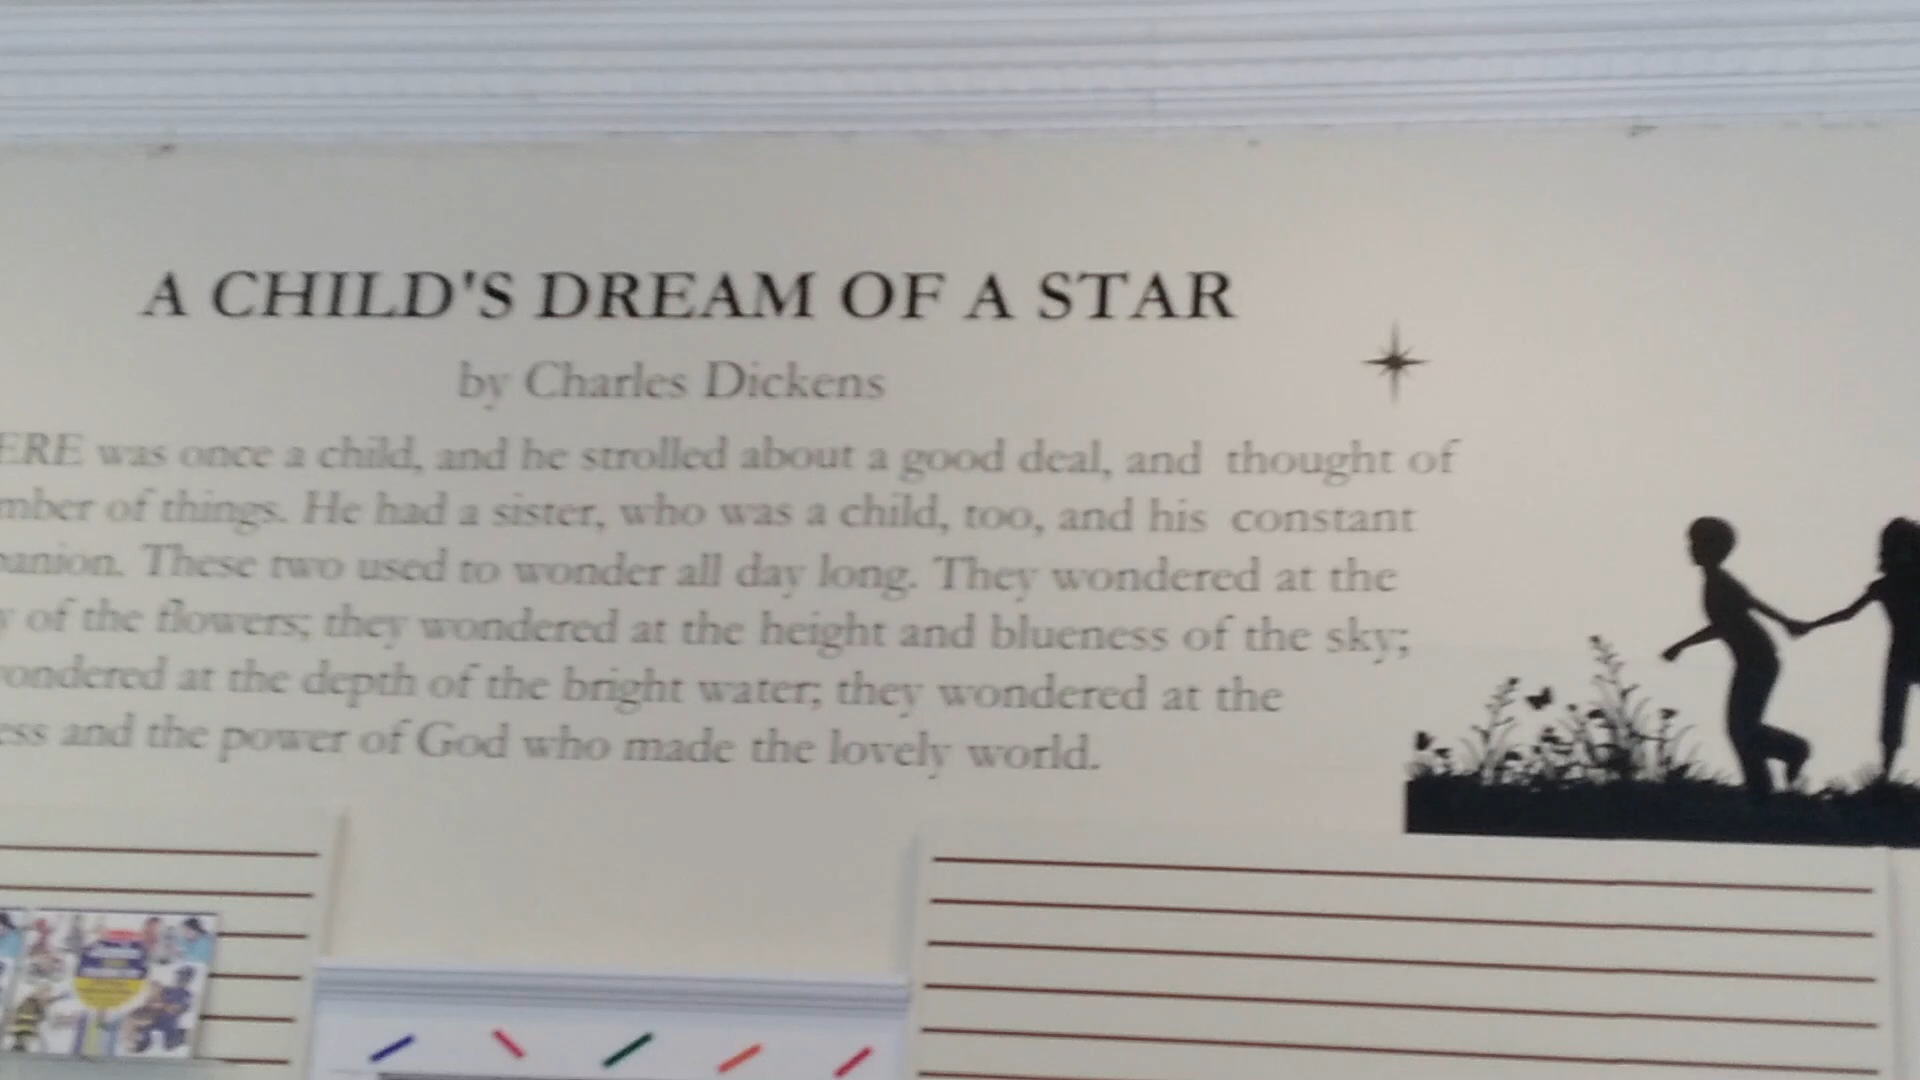 A CHILD'S DREAM OF A STAR
by Charles Dickens
ERE was once a child, and he strolled about a good deal, and thought of
mber of things. He had a sister, who was a child, too, and his constant
panion. These two used to wonder all day long. They wondered at the
y of the flowers; they wondered at the height and blueness of the sky;
wondered at the depth of the bright water; they wondered at the
ess and the power of God who made the lovely world.